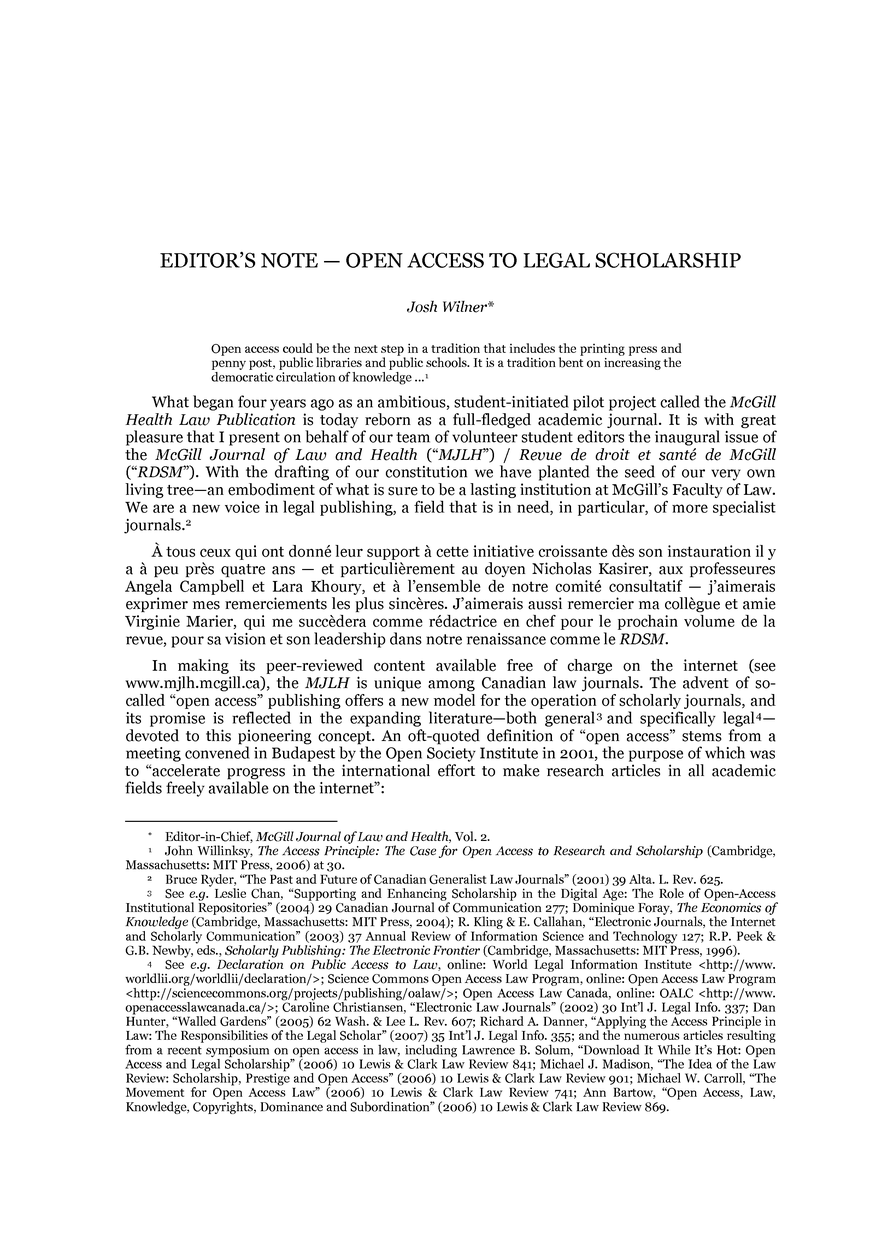 EDITOR’S NOTE — OPEN ACCESS TO LEGAL SCHOLARSHIP
Josh Wilner*
Open access could be the next step in a tradition that includes the printing press and
penny post, public libraries and public schools. It is a tradition bent on increasing the
democratic circulation of knowledge ...¹
What began four years ago as an ambitious, student-initiated pilot project called the McGill
Health Law Publication is today reborn as a full-fledged academic journal. It is with great
pleasure that I present on behalf of our team of volunteer student editors the inaugural issue of
the McGill Journal of Law and Health (“MJLH”) / Revue de droit et santé de McGill
(“RDSM”). With the drafting of our constitution we have planted the seed of our very own
living tree—an embodiment of what is sure to be a lasting institution at McGill’s Faculty of Law.
We are a new voice in legal publishing, a field that is in need, in particular, of more specialist
journals.²
À tous ceux qui ont donné leur support à cette initiative croissante dès son instauration il y
a à peu près quatre ans — et particulièrement au doyen Nicholas Kasirer, aux professeures
Angela Campbell et Lara Khoury, et à l’ensemble de notre comité consultatif — j’aimerais
exprimer mes remerciements les plus sincères. J’aimerais aussi remercier ma collègue et amie
Virginie Marier, qui me succèdera comme rédactrice en chef pour le prochain volume de la
revue, pour sa vision et son leadership dans notre renaissance comme le RDSM.
In making its peer-reviewed content available free of charge on the internet (see
www.mjlh.mcgill.ca), the MJLH is unique among Canadian law journals. The advent of so-
called “open access” publishing offers a new model for the operation of scholarly journals, and
its promise is reflected in the expanding literature—both general³ and specifically legal⁴—
devoted to this pioneering concept. An oft-quoted definition of “open access” stems from a
meeting convened in Budapest by the Open Society Institute in 2001, the purpose of which was
to “accelerate progress in the international effort to make research articles in all academic
fields freely available on the internet”:
* Editor-in-Chief, McGill Journal of Law and Health, Vol. 2.
¹ John Willinksy, The Access Principle: The Case for Open Access to Research and Scholarship (Cambridge,
Massachusetts: MIT Press, 2006) at 30.
² Bruce Ryder, “The Past and Future of Canadian Generalist Law Journals” (2001) 39 Alta. L. Rev. 625.
³ See e.g. Leslie Chan, “Supporting and Enhancing Scholarship in the Digital Age: The Role of Open-Access
Institutional Repositories” (2004) 29 Canadian Journal of Communication 277; Dominique Foray, The Economics of
Knowledge (Cambridge, Massachusetts: MIT Press, 2004); R. Kling & E. Callahan, “Electronic Journals, the Internet
and Scholarly Communication” (2003) 37 Annual Review of Information Science and Technology 127; R.P. Peek &
G.B. Newby, eds., Scholarly Publishing: The Electronic Frontier (Cambridge, Massachusetts: MIT Press, 1996).
⁴ See e.g. Declaration on Public Access to Law, online: World Legal Information Institute <http://www.
worldlii.org/worldlii/declaration/>; Science Commons Open Access Law Program, online: Open Access Law Program
<http://sciencecommons.org/projects/publishing/oalaw/>; Open Access Law Canada, online: OALC <http://www.
openaccesslawcanada.ca/>; Caroline Christiansen, “Electronic Law Journals” (2002) 30 Int’l J. Legal Info. 337; Dan
Hunter, “Walled Gardens” (2005) 62 Wash. & Lee L. Rev. 607; Richard A. Danner, “Applying the Access Principle in
Law: The Responsibilities of the Legal Scholar” (2007) 35 Int’l J. Legal Info. 355; and the numerous articles resulting
from a recent symposium on open access in law, including Lawrence B. Solum, “Download It While It’s Hot: Open
Access and Legal Scholarship” (2006) 10 Lewis & Clark Law Review 841; Michael J. Madison, “The Idea of the Law
Review: Scholarship, Prestige and Open Access” (2006) 10 Lewis & Clark Law Review 901; Michael W. Carroll, “The
Movement for Open Access Law” (2006) 10 Lewis & Clark Law Review 741; Ann Bartow, “Open Access, Law,
Knowledge, Copyrights, Dominance and Subordination” (2006) 10 Lewis & Clark Law Review 869.